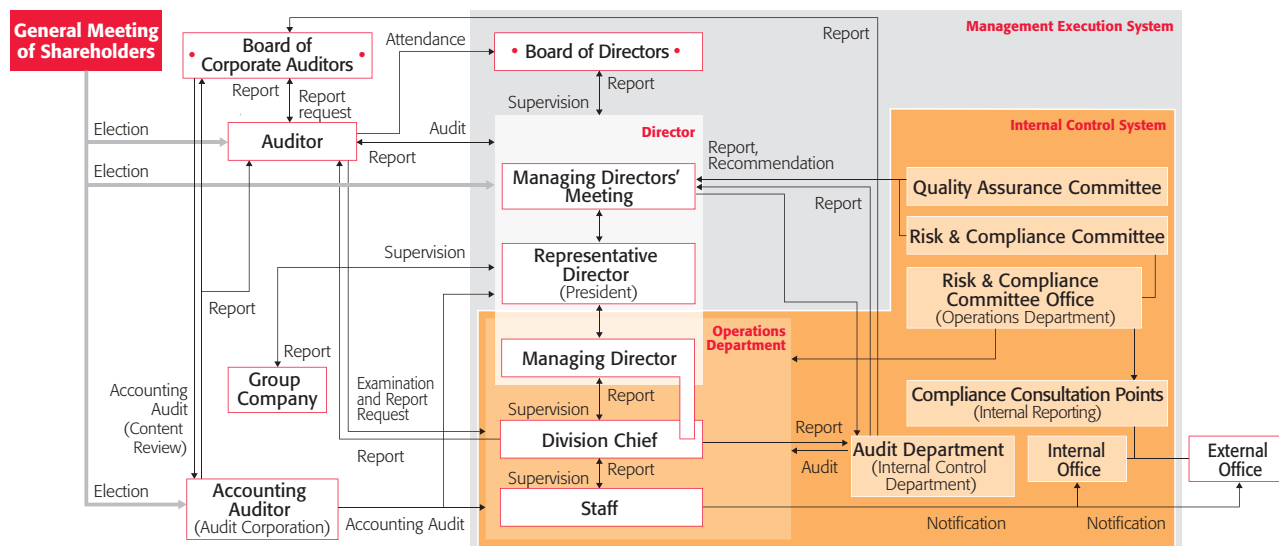 General Meeting
of Shareholders
• Board of •
Corporate Auditors
Attendance
• Board of Directors •
Report
Management Execution System
Report
Report
request
Report
Supervision
Election
Auditor
Audit
Report
Director
Internal Control System
Report,
Recommendation
Election
Managing Directors’
Meeting
Report
Quality Assurance Committee
Risk & Compliance Committee
Supervision
Representative
Director
(President)
Risk & Compliance
Committee Office
(Operations Department)
Report
Operations
Department
Report
Managing Director
Group
Company
Examination
and Report
Request
Accounting
Audit
(Content
Review)
Supervision
Report
Compliance Consultation Points
(Internal Reporting)
Division Chief
Report
Report
Audit
Audit Department
(Internal Control
Department)
Internal
Office
External
Office
Supervision
Report
Election
Accounting
Auditor
(Audit Corporation)
Accounting Audit
Staff
Notification
Notification